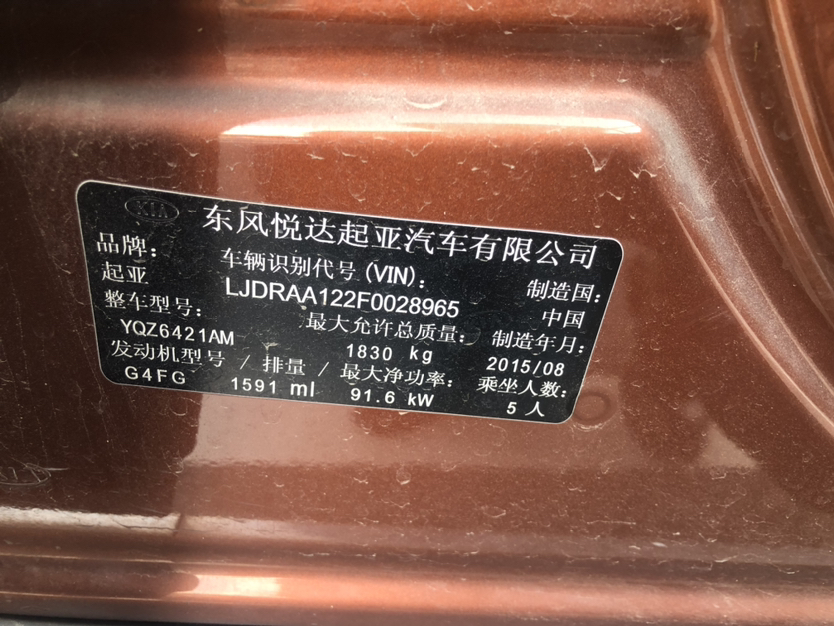 KIA
东风悦达起亚汽车有限公司
品牌： 车辆识别代号(VIN)： 制造国：
起亚 LJDRAA122F0028965 中国
整车型号： 最大允许总质量： 制造年月：
YQZ6421AM 1830 kg 2015/08
发动机型号 / 排量 / 最大净功率： 乘坐人数：
G4FG 1591 ml 91.6 kW 5 人